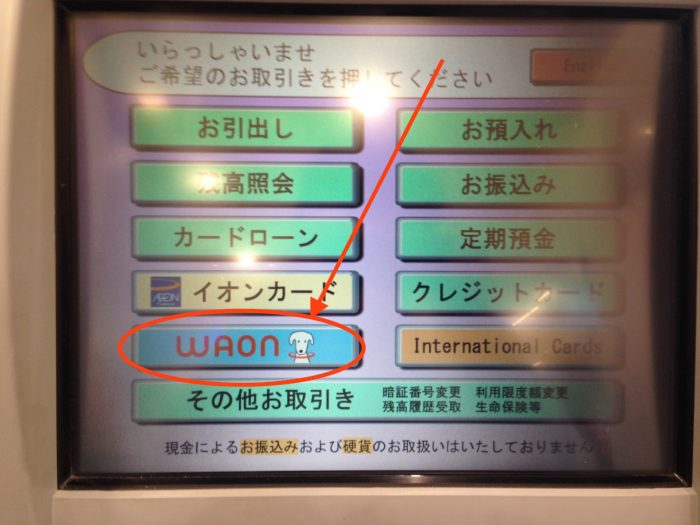 いらっしゃいませ
ご希望のお取引きを押してください
Engl
お引出し
お預入れ
残高照会
お振込み
カードローン
定期預金
AEON イオンカード
クレジットカード
WAON
International Cards
その他お取引き
暗証番号変更 利用限度額変更
残高履歴受取 生命保険等
現金によるお振込みおよび硬貨のお取扱いはいたしておりません